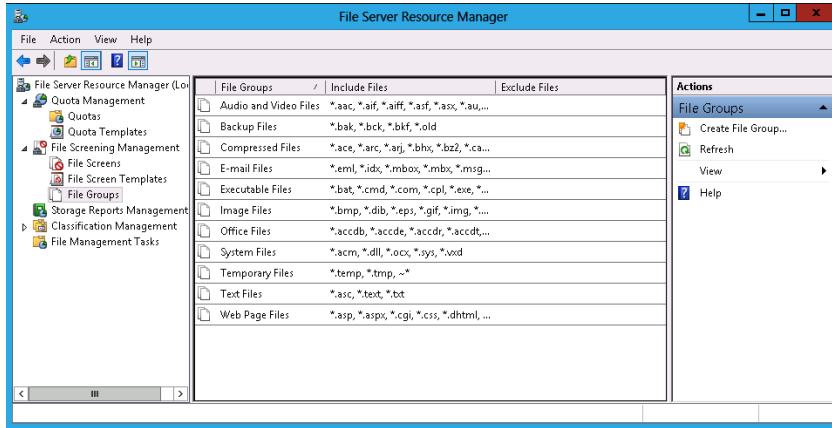 File Server Resource Manager
File Action View Help
File Server Resource Manager (Lo
Quota Management
Quotas
Quota Templates
File Screening Management
File Screens
File Screen Templates
File Groups
Storage Reports Management
Classification Management
File Management Tasks
File Groups Include Files Exclude Files
Audio and Video Files *.aac, *.aif, *.aiff, *.asf, *.asx, *.au,...
Backup Files *.bak, *.bck, *.bkf, *.old
Compressed Files *.ace, *.arc, *.arj, *.bhx, *.bz2, *.ca...
E-mail Files *.eml, *.idx, *.mbox, *.mbx, *.msg...
Executable Files *.bat, *.cmd, *.com, *.cpl, *.exe, *...
Image Files *.bmp, *.dib, *.eps, *.gif, *.img, *....
Office Files *.accdb, *.accde, *.accdr, *.accdt,...
System Files *.acm, *.dll, *.ocx, *.sys, *.vxd
Temporary Files *.temp, *.tmp, ~*
Text Files *.asc, *.text, *.txt
Web Page Files *.asp, *.aspx, *.cgi, *.css, *.dhtml, ...
Actions
File Groups
Create File Group...
Refresh
View
Help